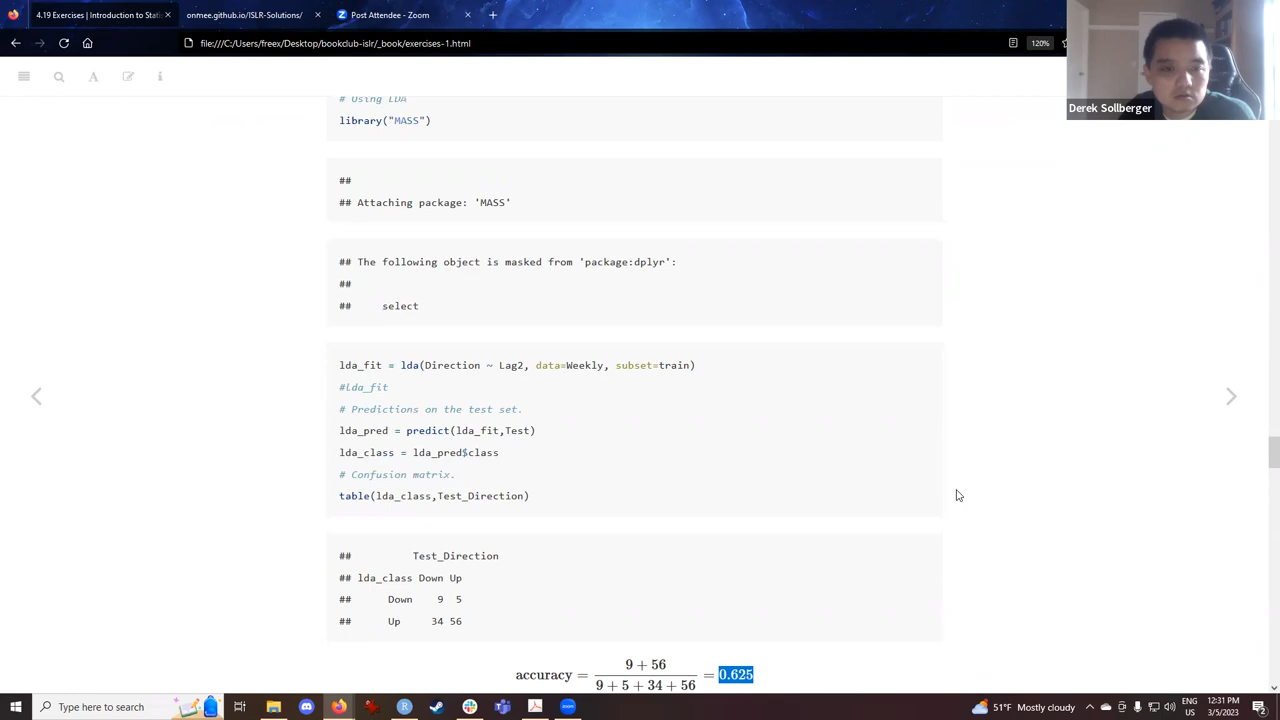 4.19 Exercises | Introduction to Stati
onmee.github.io/ISLR-Solutions/
Post Attendee - Zoom
file:///C:/Users/freex/Desktop/bookclub-islr_book/exercises-1.html
120%
Derek Sollberger
# Using LDA
library("MASS")
##
## Attaching package: 'MASS'
## The following object is masked from 'package:dplyr':
##
## select
lda_fit = lda(Direction ~ Lag2, data=Weekly, subset=train)
#lda_fit
# Predictions on the test set.
lda_pred = predict(lda_fit,Test)
lda_class = lda_pred$class
# Confusion matrix.
table(lda_class,Test_Direction)
## Test_Direction
## lda_class Down Up
## Down 9 5
## Up 34 56
accuracy = 9 + 56 / 9 + 5 + 34 + 56 = 0.625
Type here to search
51°F Mostly cloudy
ENG
US
12:31 PM
3/5/2023
2